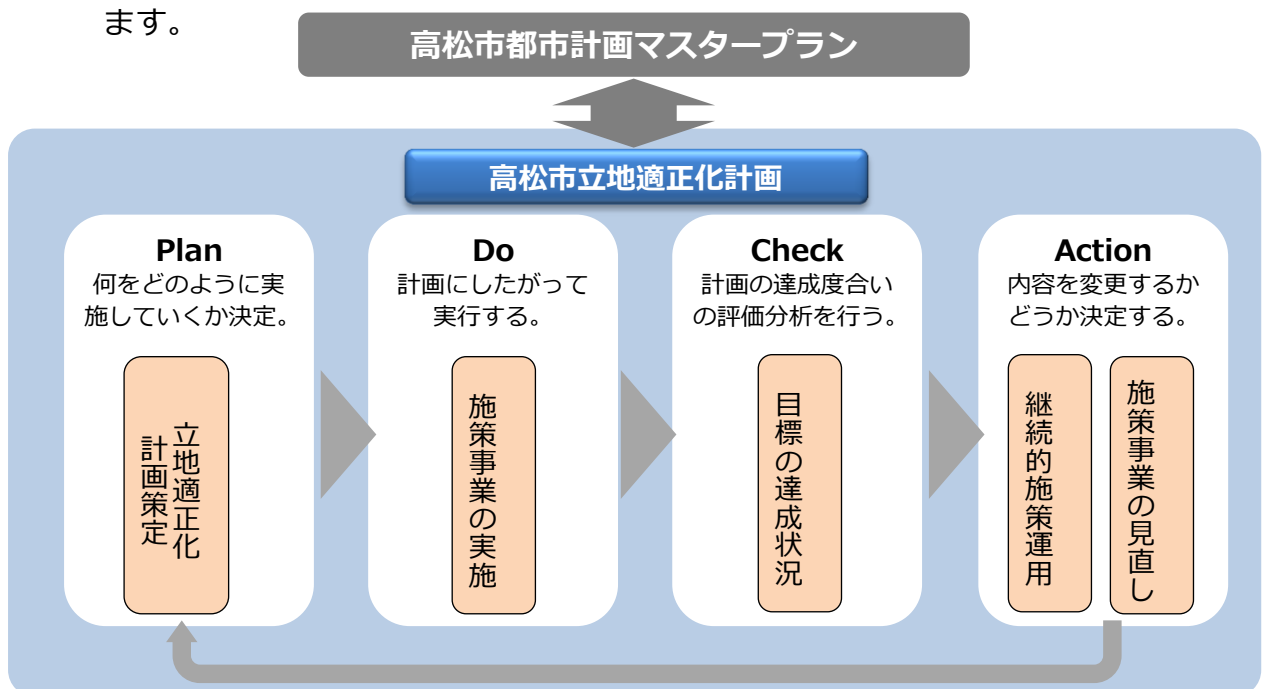 ます。
高松市都市計画マスタープラン
高松市立地適正化計画
Plan
何をどのように実
施していくか決定。
立地適正化
計画策定
Do
計画にしたがって
実行する。
施策事業の実施
Check
計画の達成度合い
の評価分析を行う。
目標の達成状況
Action
内容を変更するか
どうか決定する。
継続的施策運用
施策事業の見直し